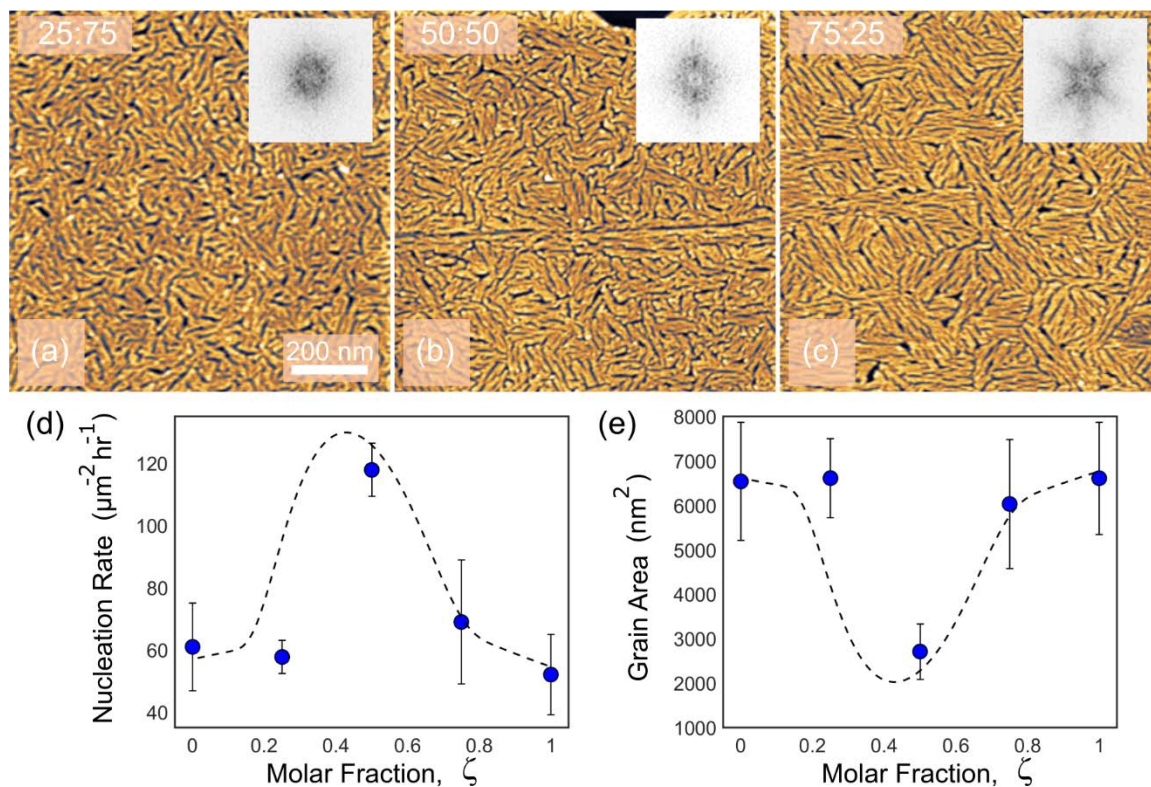 25:75
50:50
75:25
(a)
200 nm
(b)
(c)
(d)
Nucleation Rate (μm⁻² hr⁻¹)
120
100
80
60
40
0
0.2
0.4
0.6
0.8
1
Molar Fraction, ζ
(e)
Grain Area (nm²)
8000
7000
6000
5000
4000
3000
2000
1000
0
0.2
0.4
0.6
0.8
1
Molar Fraction, ζ